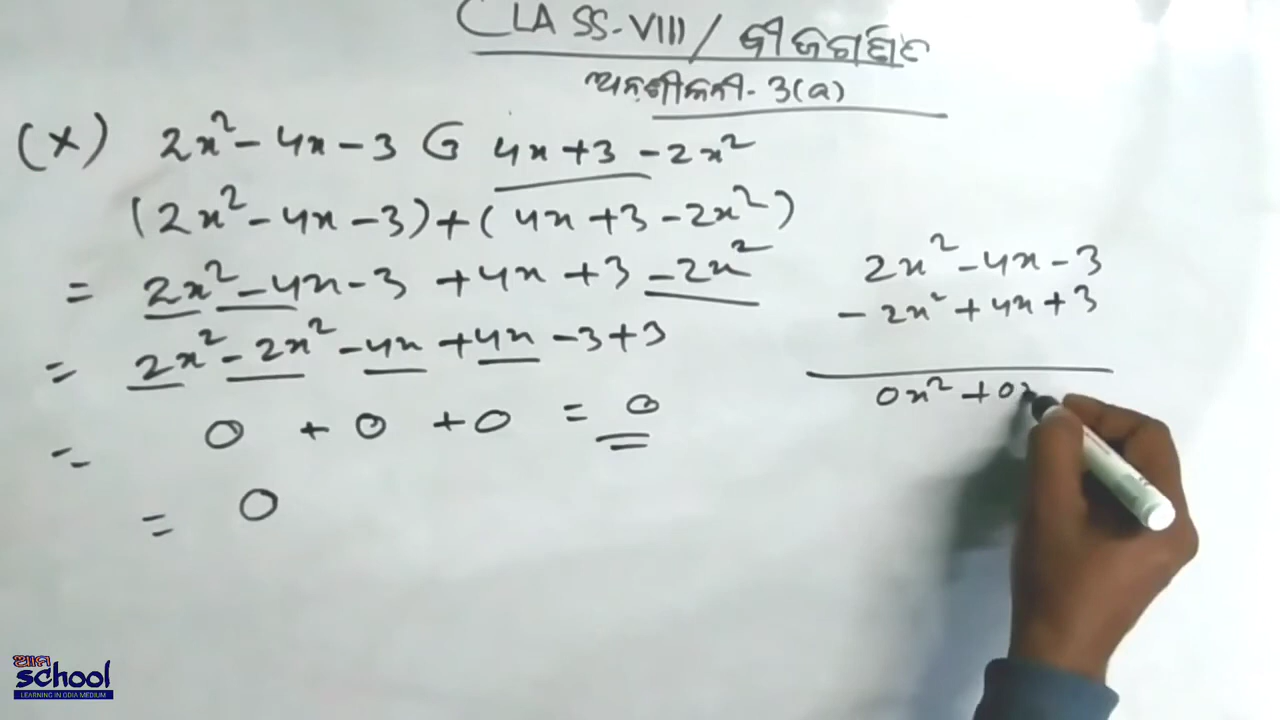 CLASS-VIII / ବୀଜଗଣିତ
ଅନୁଶୀଳନୀ - 3(a)
(x) 2x² - 4x - 3 ଓ 4x + 3 - 2x²
(2x² - 4x - 3) + (4x + 3 - 2x²)
= 2x² - 4x - 3 + 4x + 3 - 2x²
= 2x² - 2x² - 4x + 4x - 3 + 3
= 0 + 0 + 0 = 0
= 0
2x² - 4x - 3
- 2x² + 4x + 3
0x² + 0x
ଆମ
school
LEARNING IN ODIA MEDIUM